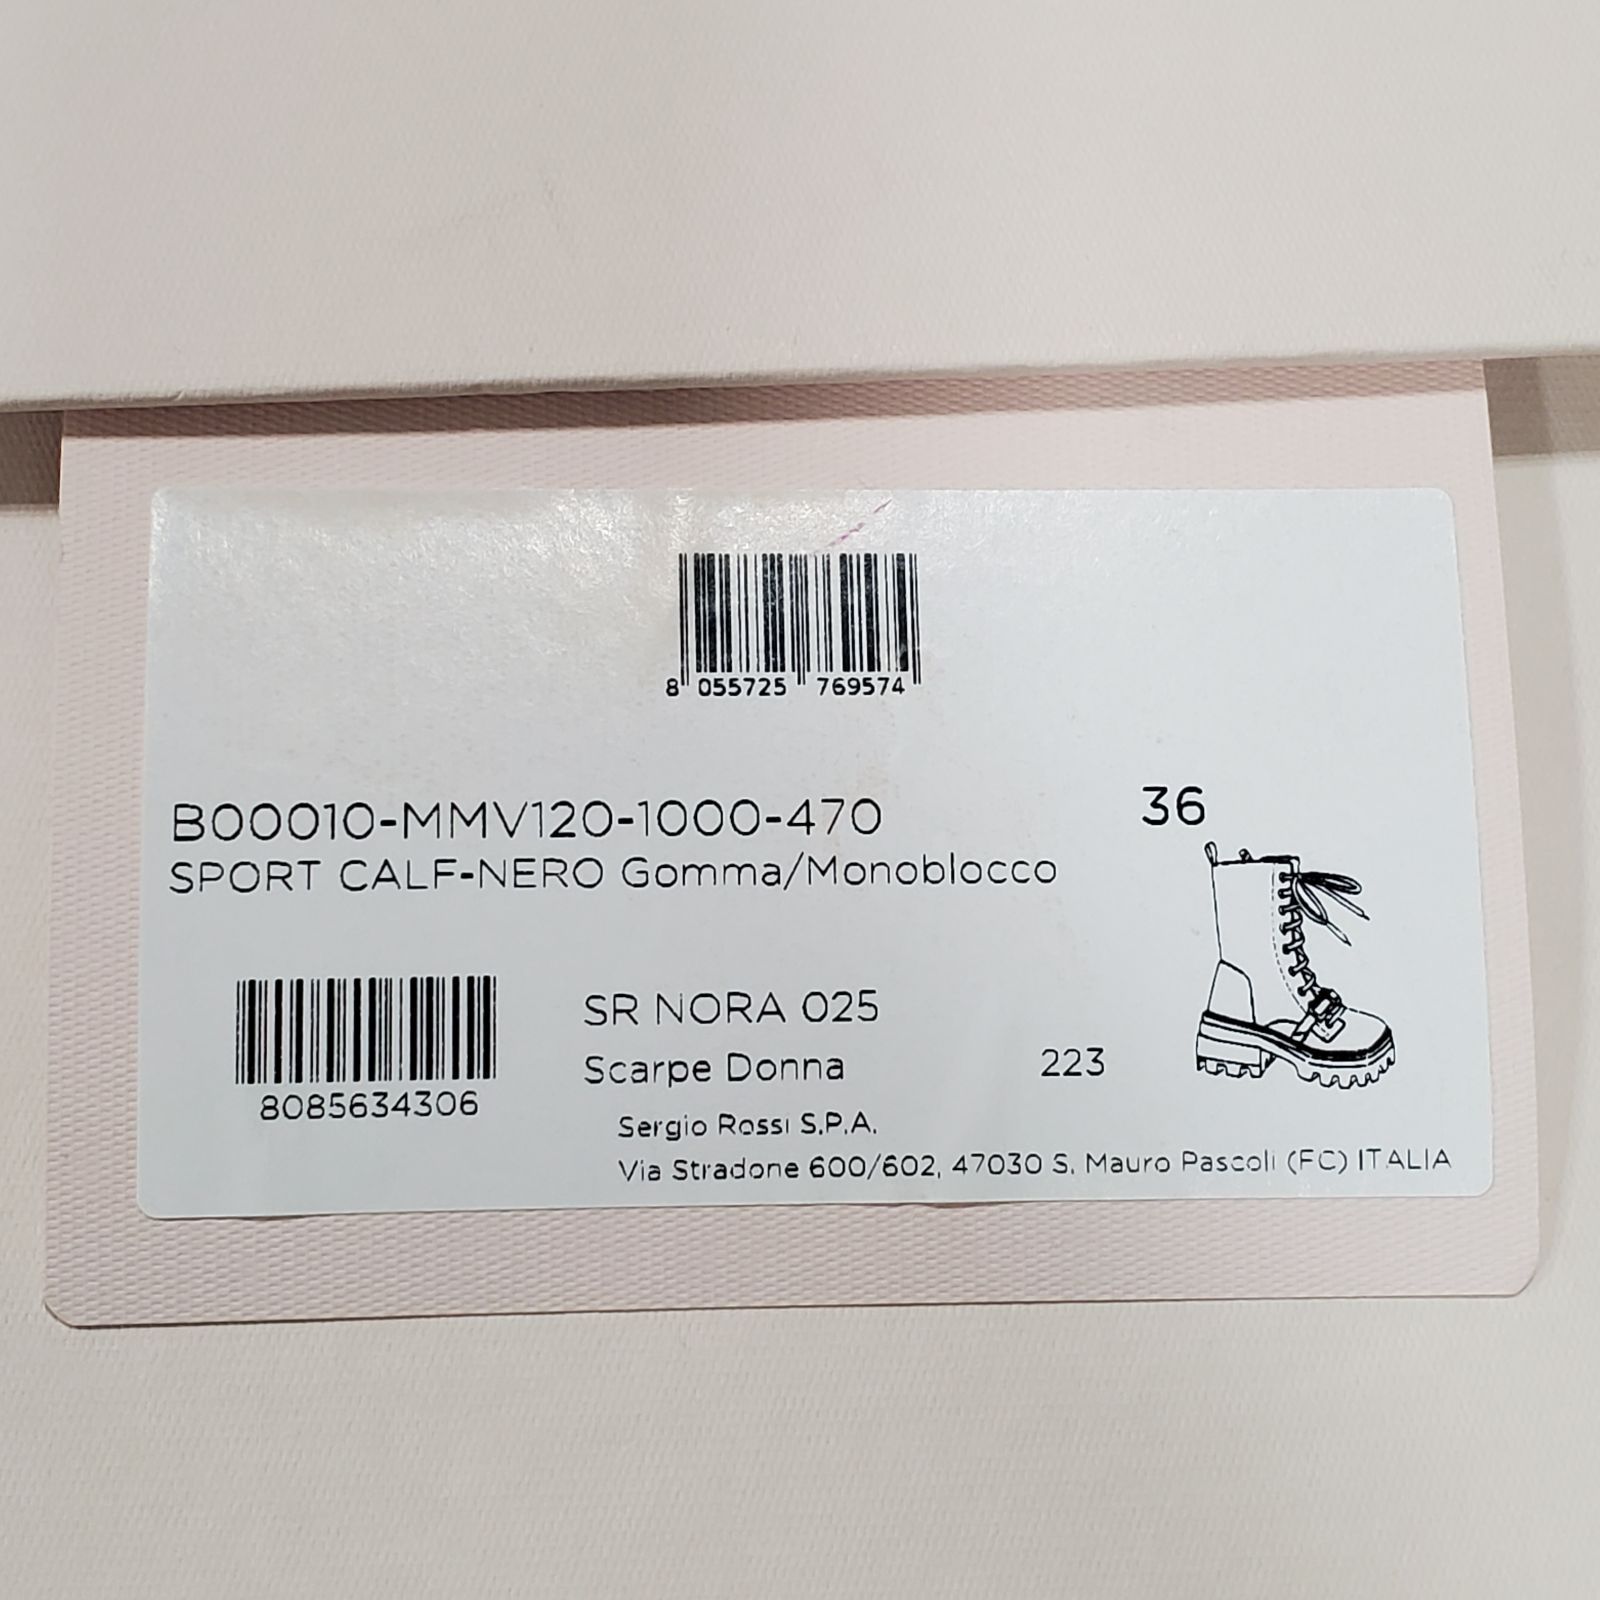 8 055725 769574
B00010-MMV120-1000-470 36
SPORT CALF-NERO Gomma/Monoblocco
8085634306
SR NORA 025
Scarpe Donna 223
Sergio Rossi S.P.A.
Via Stradone 600/602, 47030 S. Mauro Pascoli (FC) ITALIA